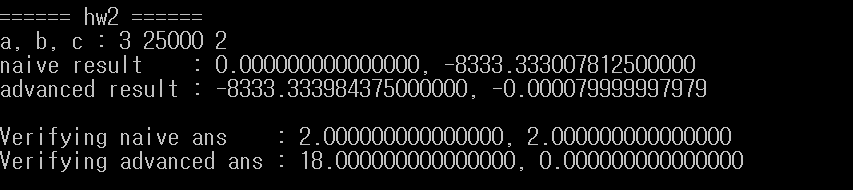 ====== hw2 ======
a, b, c : 3 25000 2
naive result    : 0.000000000000000, -8333.333007812500000
advanced result : -8333.333984375000000, -0.000079999997979
Verifying naive ans    : 2.000000000000000, 2.000000000000000
Verifying advanced ans : 18.000000000000000, 0.000000000000000